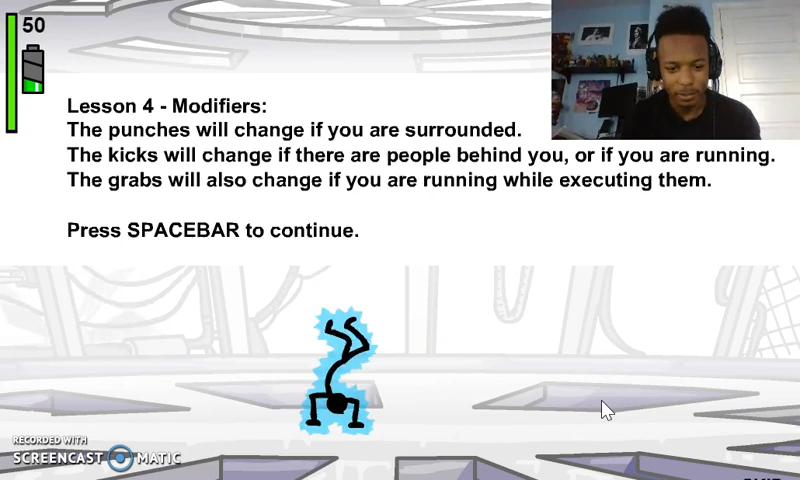 50
Lesson 4 - Modifiers:
The punches will change if you are surrounded.
The kicks will change if there are people behind you, or if you are running.
The grabs will also change if you are running while executing them.
Press SPACEBAR to continue.
RECORDED WITH
SCREENCAST MATIC